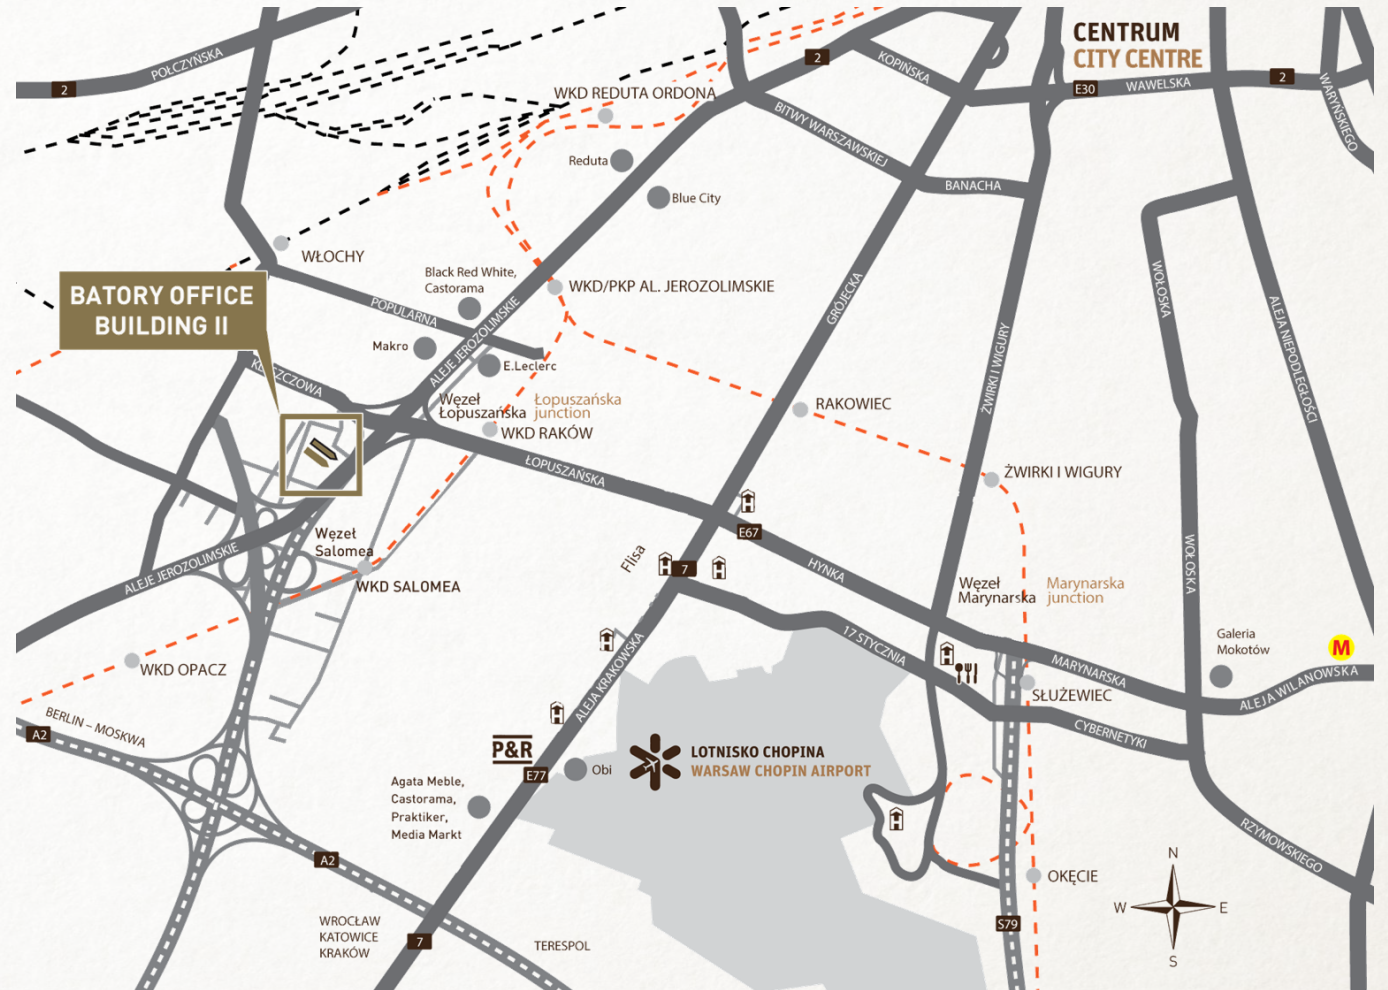 CENTRUM
CITY CENTRE
2
POŁCZYŃSKA
2
KOPIŃSKA
E30
WAWELSKA
2
WARYŃSKIEGO
WKD REDUTA ORDONA
BITWY WARSZAWSKIEJ
Reduta
BANACHA
Blue City
WŁOCHY
Black Red White,
Castorama
WKD/PKP AL. JEROZOLIMSKIE
BATORY OFFICE
BUILDING II
POPULARNA
ALEJE JEROZOLIMSKIE
GRÓJECKA
ŻWIRKI I WIGURY
WOŁOSKA
ALEJA NIEPODLEGŁOŚCI
Makro
E.Leclerc
Węzeł
Łopuszańska
Łopuszańska
junction
RAKOWIEC
WKD RAKÓW
ŁOPUSZAŃSKA
ŻWIRKI I WIGURY
E67
Węzeł
Salomea
ALEJE JEROZOLIMSKIE
Flisa
7
HYNKA
WOŁOSKA
WKD SALOMEA
Węzeł
Marynarska
Marynarska
junction
17 STYCZNIA
Galeria
Mokotów
M
WKD OPACZ
ALEJA KRAKOWSKA
MARYNARSKA
ALEJA WILANOWSKA
SŁUŻEWIEC
A2
BERLIN – MOSKWA
CYBERNETYKI
P&R
E77
Obi
LOTNISKO CHOPINA
WARSAW CHOPIN AIRPORT
Agata Meble,
Castorama,
Praktiker,
Media Markt
RZYMOWSKIEGO
A2
OKĘCIE
N
W
E
S
S79
WROCŁAW
KATOWICE
KRAKÓW
7
TERESPOL